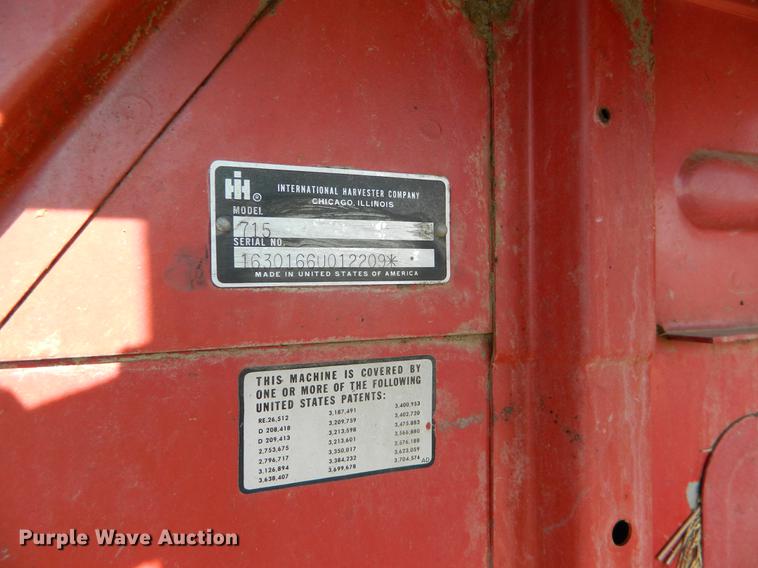 IH ®
INTERNATIONAL HARVESTER COMPANY
CHICAGO, ILLINOIS
MODEL
715
SERIAL NO.
1630166U012209*
MADE IN UNITED STATES OF AMERICA
THIS MACHINE IS COVERED BY
ONE OR MORE OF THE FOLLOWING
UNITED STATES PATENTS:
RE.26,512 3,187,491 3,400,953
D 208,418 3,209,759 3,402,720
D 209,413 3,213,598 3,475,883
2,753,675 3,213,601 3,566,880
2,796,717 3,350,017 3,576,188
3,126,894 3,384,232 3,623,059
3,638,407 3,699,678 3,704,574 AD
Purple Wave Auction